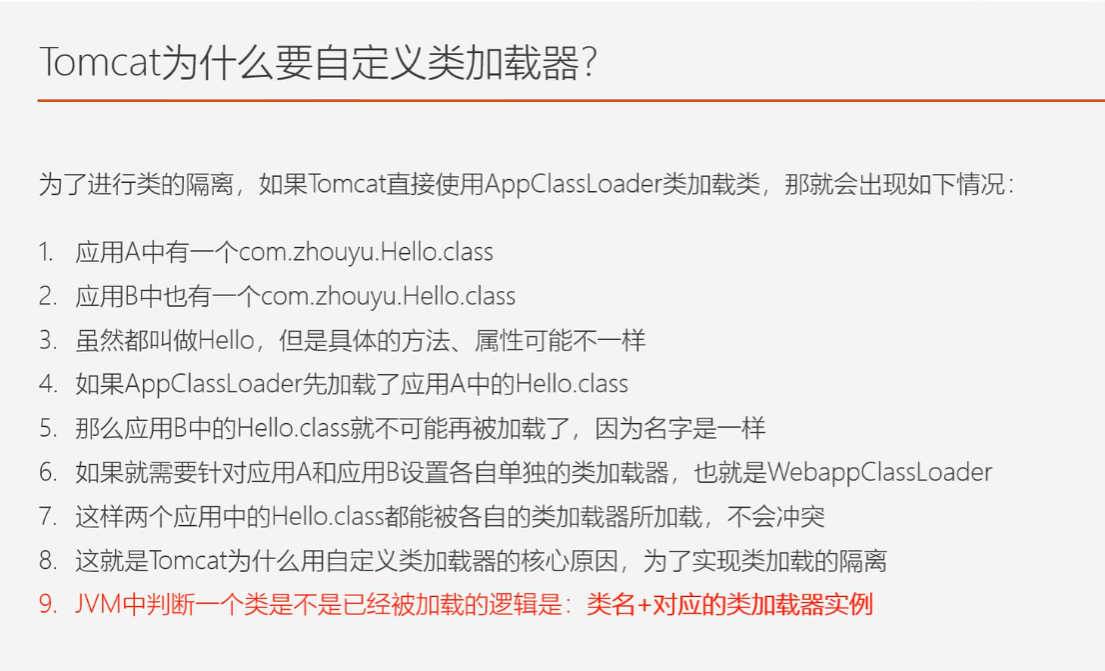 Tomcat为什么要自定义类加载器？
为了进行类的隔离，如果Tomcat直接使用AppClassLoader类加载类，那就会出现如下情况：
1. 应用A中有一个com.zhouyu.Hello.class
2. 应用B中也有一个com.zhouyu.Hello.class
3. 虽然都叫做Hello，但是具体的方法、属性可能不一样
4. 如果AppClassLoader先加载了应用A中的Hello.class
5. 那么应用B中的Hello.class就不可能再被加载了，因为名字是一样
6. 如果就需要针对应用A和应用B设置各自单独的类加载器，也就是WebappClassLoader
7. 这样两个应用中的Hello.class都能被各自的类加载器所加载，不会冲突
8. 这就是Tomcat为什么用自定义类加载器的核心原因，为了实现类加载的隔离
9. JVM中判断一个类是不是已经被加载的逻辑是：类名+对应的类加载器实例